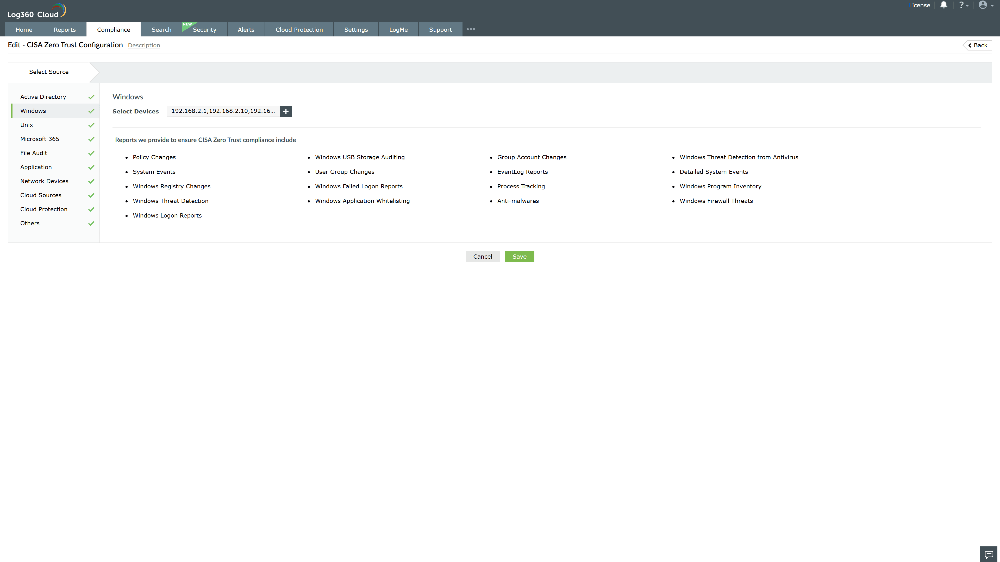 Log360 Cloud
License
?
Home
Reports
Compliance
Search
NEW
Security
Alerts
Cloud Protection
Settings
LogMe
Support
Edit - CISA Zero Trust Configuration
Description
Back
Select Source
Active Directory
Windows
Unix
Microsoft 365
File Audit
Application
Network Devices
Cloud Sources
Cloud Protection
Others
Windows
Select Devices
192.168.2.1,192.168.2.10,192.16...
Reports we provide to ensure CISA Zero Trust compliance include
Policy Changes
Windows USB Storage Auditing
Group Account Changes
Windows Threat Detection from Antivirus
System Events
User Group Changes
EventLog Reports
Detailed System Events
Windows Registry Changes
Windows Failed Logon Reports
Process Tracking
Windows Program Inventory
Windows Threat Detection
Windows Application Whitelisting
Anti-malwares
Windows Firewall Threats
Windows Logon Reports
Cancel
Save